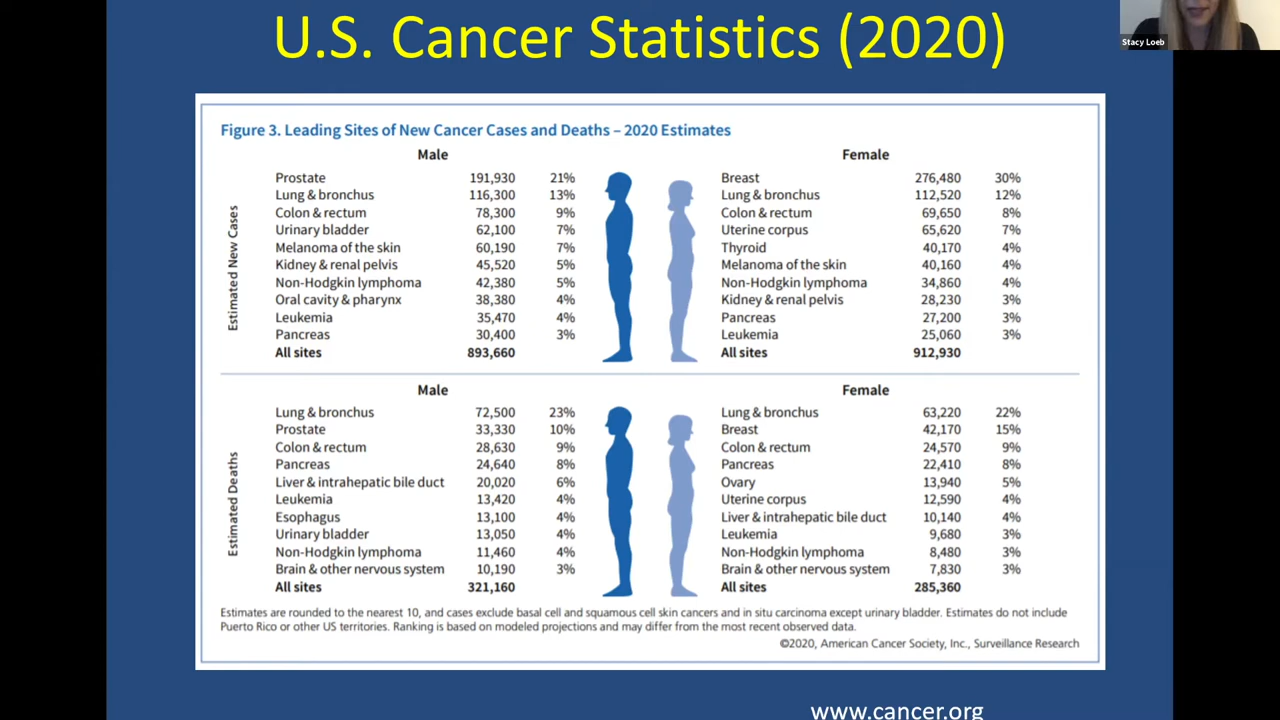 U.S. Cancer Statistics (2020)
Stacy Loeb
Figure 3. Leading Sites of New Cancer Cases and Deaths – 2020 Estimates
Male
Female
Estimated New Cases
Prostate 191,930 21%
Lung & bronchus 116,300 13%
Colon & rectum 78,300 9%
Urinary bladder 62,100 7%
Melanoma of the skin 60,190 7%
Kidney & renal pelvis 45,520 5%
Non-Hodgkin lymphoma 42,380 5%
Oral cavity & pharynx 38,380 4%
Leukemia 35,470 4%
Pancreas 30,400 3%
All sites 893,660
Breast 276,480 30%
Lung & bronchus 112,520 12%
Colon & rectum 69,650 8%
Uterine corpus 65,620 7%
Thyroid 40,170 4%
Melanoma of the skin 40,160 4%
Non-Hodgkin lymphoma 34,860 4%
Kidney & renal pelvis 28,230 3%
Pancreas 27,200 3%
Leukemia 25,060 3%
All sites 912,930
Male
Female
Estimated Deaths
Lung & bronchus 72,500 23%
Prostate 33,330 10%
Colon & rectum 28,630 9%
Pancreas 24,640 8%
Liver & intrahepatic bile duct 20,020 6%
Leukemia 13,420 4%
Esophagus 13,100 4%
Urinary bladder 13,050 4%
Non-Hodgkin lymphoma 11,460 4%
Brain & other nervous system 10,190 3%
All sites 321,160
Lung & bronchus 63,220 22%
Breast 42,170 15%
Colon & rectum 24,570 9%
Pancreas 22,410 8%
Ovary 13,940 5%
Uterine corpus 12,590 4%
Liver & intrahepatic bile duct 10,140 4%
Leukemia 9,680 3%
Non-Hodgkin lymphoma 8,480 3%
Brain & other nervous system 7,830 3%
All sites 285,360
Estimates are rounded to the nearest 10, and cases exclude basal cell and squamous cell skin cancers and in situ carcinoma except urinary bladder. Estimates do not include
Puerto Rico or other US territories. Ranking is based on modeled projections and may differ from the most recent observed data.
©2020, American Cancer Society, Inc., Surveillance Research
www.cancer.org